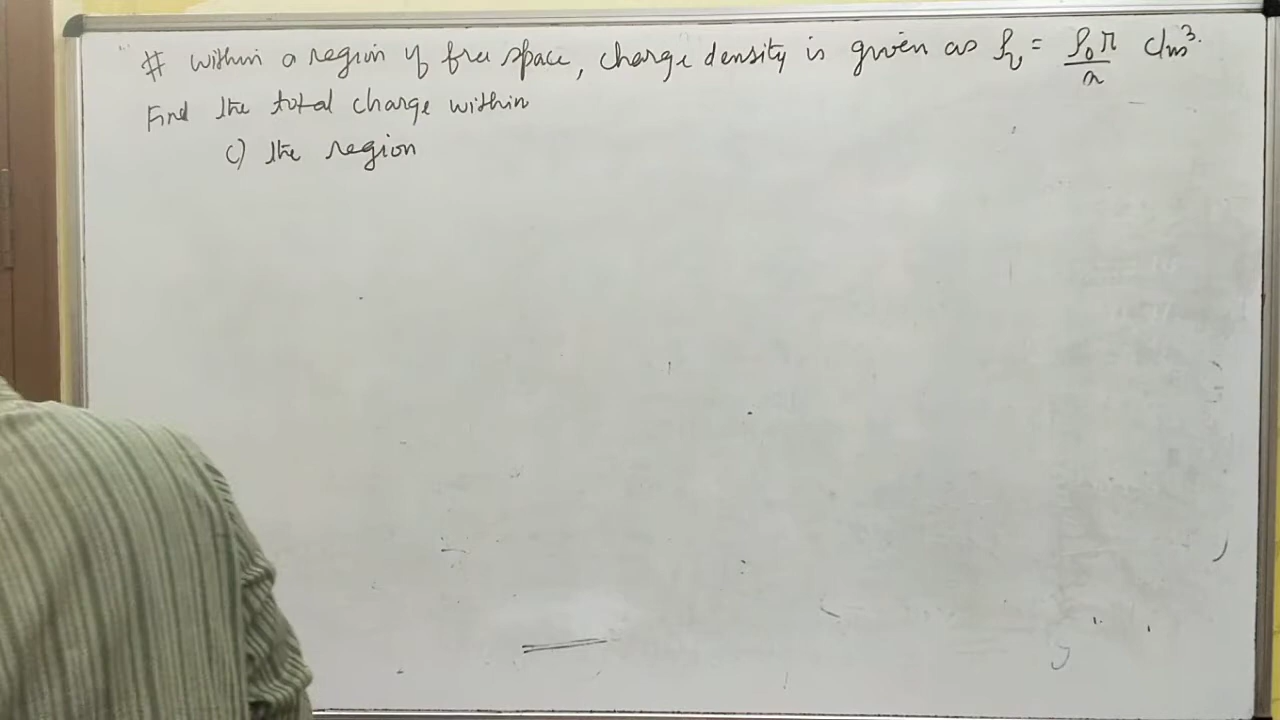 # within a region of free space, charge density is given as ρᵥ = ρ₀r/a C/m³.
Find the total charge within
c) the region